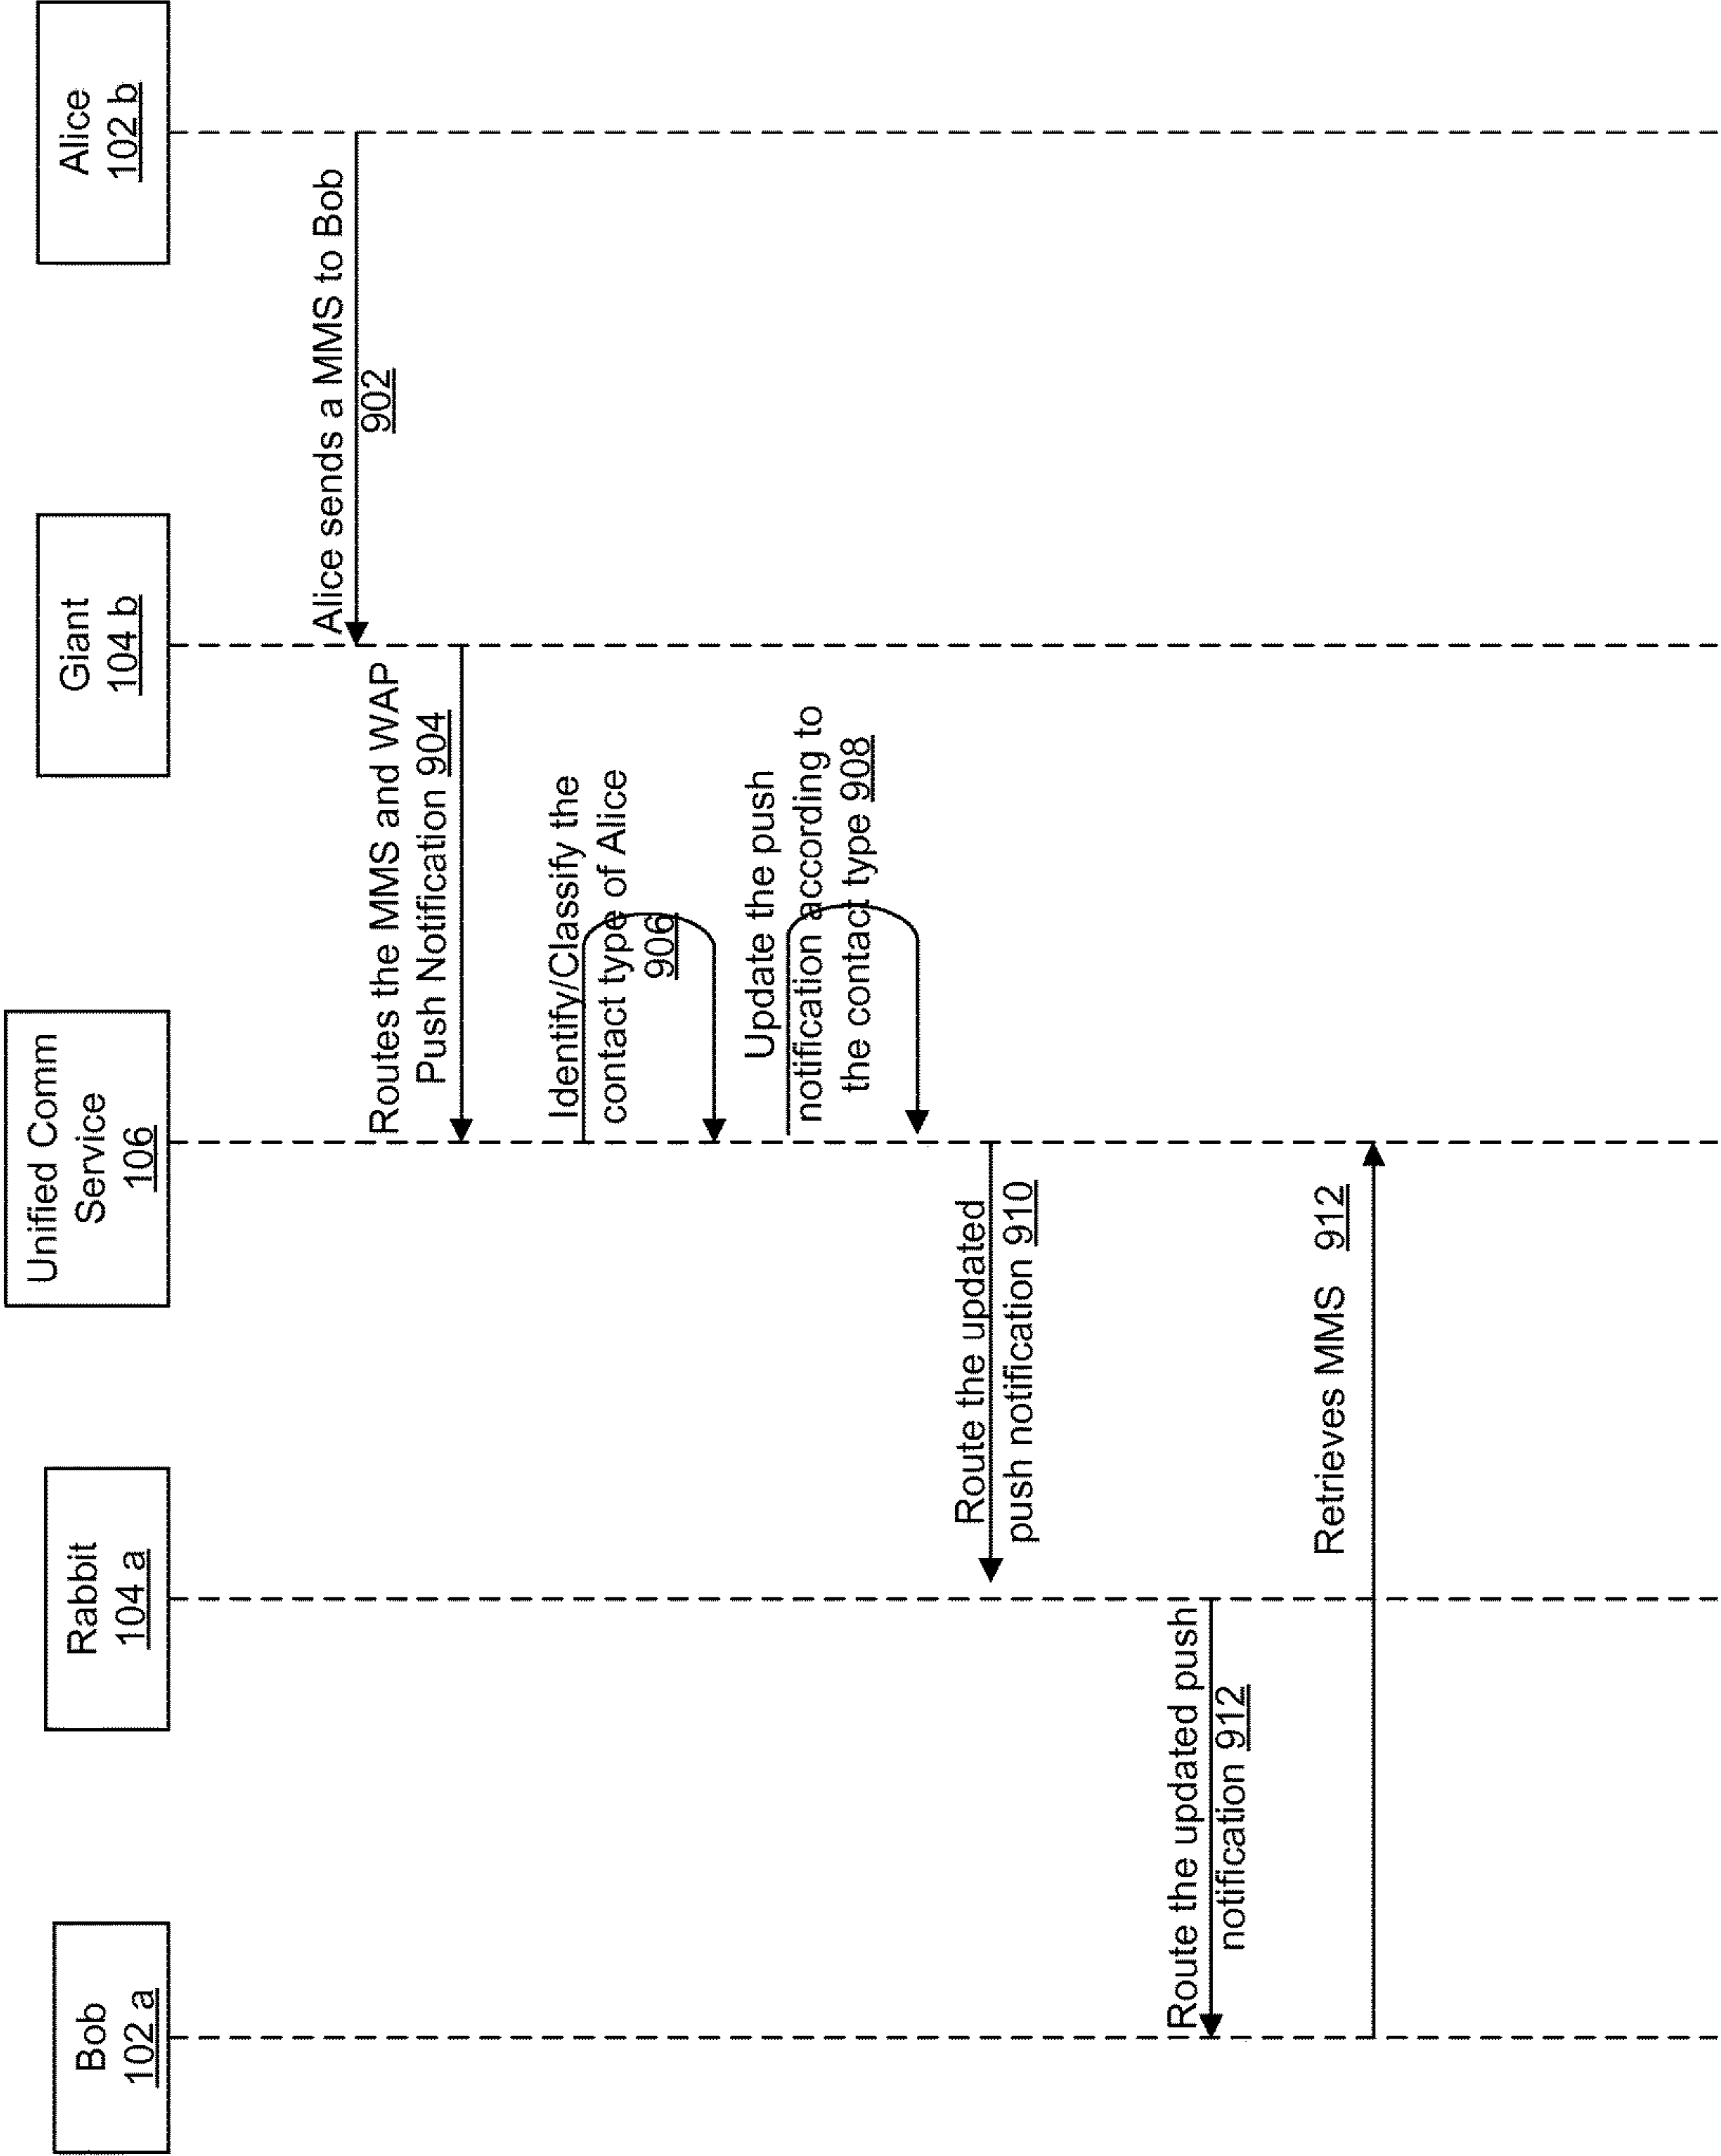 Bob
102 a
Rabbit
104 a
Unified Comm
Service
106
Giant
104 b
Alice
102 b
Alice sends a MMS to Bob
902
Routes the MMS and WAP
Push Notification 904
Identify/Classify the
contact type of Alice
906
Update the push
notification according to
the contact type 908
Route the updated
push notification 910
Route the updated push
notification 912
Retrieves MMS 912